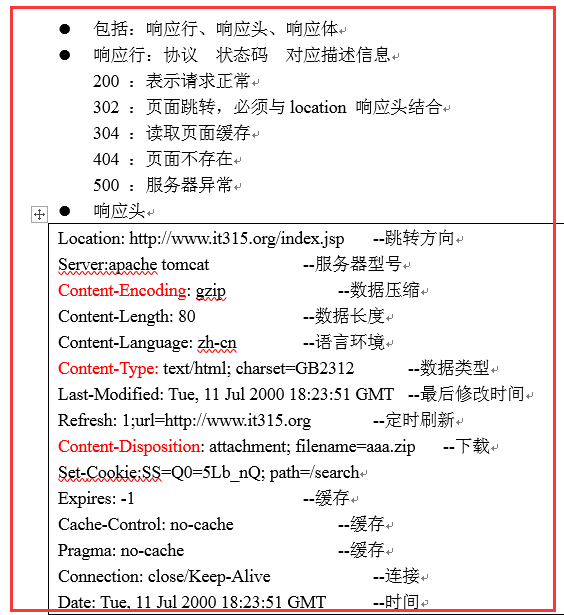 ● 包括：响应行、响应头、响应体
● 响应行：协议 状态码 对应描述信息
200 ：表示请求正常
302 ：页面跳转，必须与 location 响应头结合
304 ：读取页面缓存
404 ：页面不存在
500 ：服务器异常
● 响应头
Location: http://www.it315.org/index.jsp --跳转方向
Server:apache tomcat --服务器型号
Content-Encoding: gzip --数据压缩
Content-Length: 80 --数据长度
Content-Language: zh-cn --语言环境
Content-Type: text/html; charset=GB2312 --数据类型
Last-Modified: Tue, 11 Jul 2000 18:23:51 GMT --最后修改时间
Refresh: 1;url=http://www.it315.org --定时刷新
Content-Disposition: attachment; filename=aaa.zip --下载
Set-Cookie:SS=Q0=5Lb_nQ; path=/search
Expires: -1 --缓存
Cache-Control: no-cache --缓存
Pragma: no-cache --缓存
Connection: close/Keep-Alive --连接
Date: Tue, 11 Jul 2000 18:23:51 GMT --时间